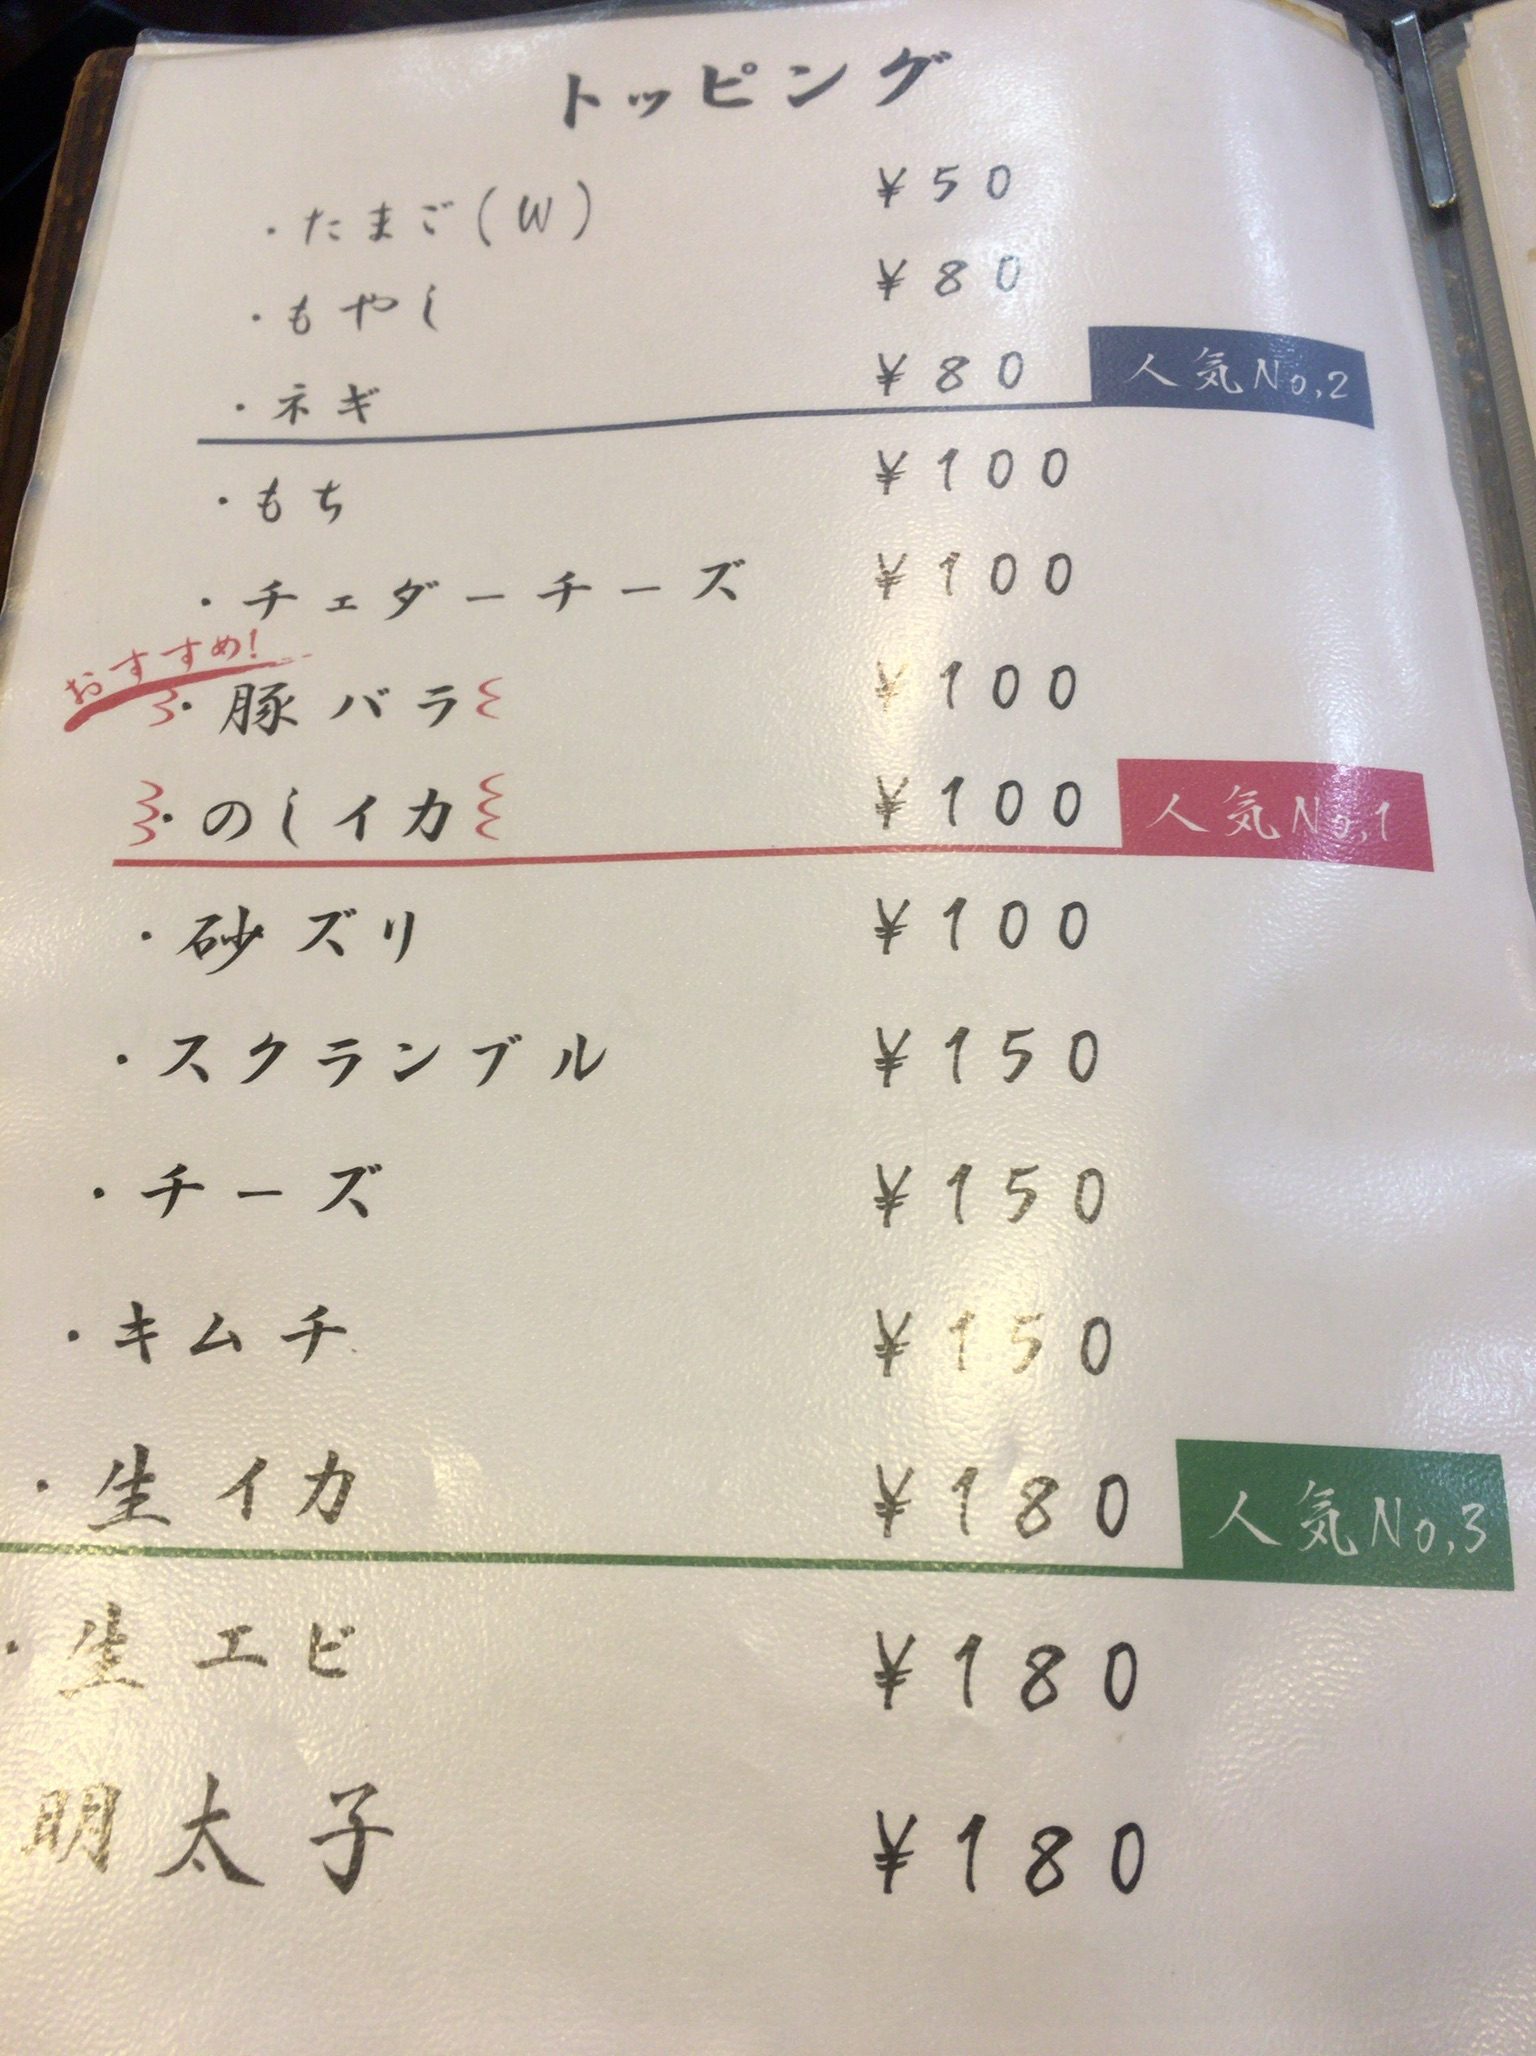 トッピング
・たまご(W) ¥50
・もやし ¥80
・ネギ ¥80 人気No,2
・もち ¥100
・チェダーチーズ ¥100
おすすめ!
・豚バラ ¥100
・のしイカ ¥100 人気No,1
・砂ズリ ¥100
・スクランブル ¥150
・チーズ ¥150
・キムチ ¥150
・生イカ ¥180 人気No,3
・生エビ ¥180
明太子 ¥180